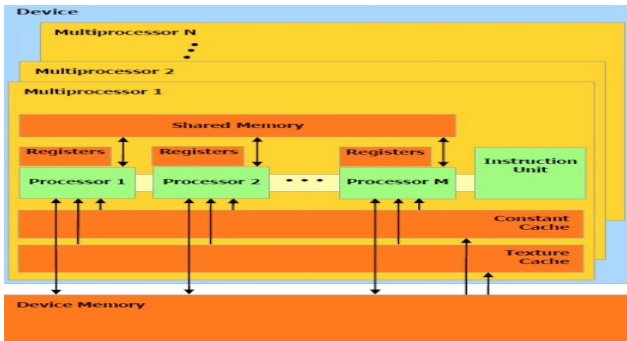 Device
Multiprocessor N
Multiprocessor 2
Multiprocessor 1
Shared Memory
Registers Registers Registers
Processor 1 Processor 2 ••• Processor M
Instruction
Unit
Constant
Cache
Texture
Cache
Device Memory